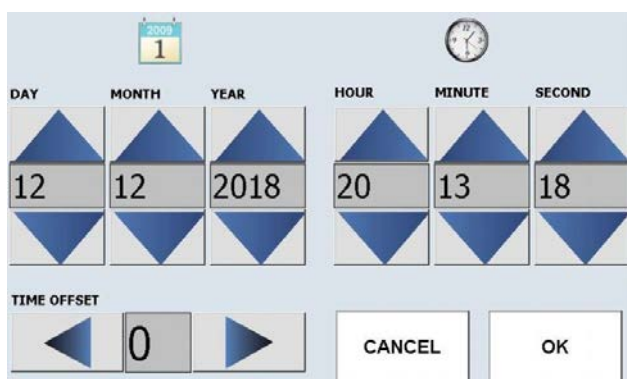 2009
1
DAY MONTH YEAR HOUR MINUTE SECOND
12 12 2018 20 13 18
TIME OFFSET
0 CANCEL OK